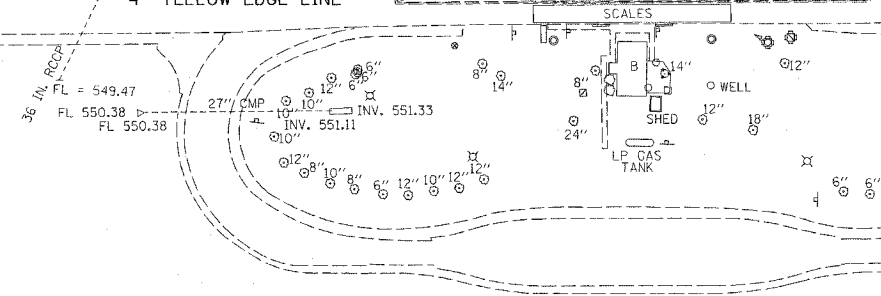 4" YELLOW EDGE LINE
SCALES
36 IN. RCCP
FL = 549.47
FL 550.38
FL 550.38
27" CMP
INV. 551.33
INV. 551.11
6"
6"
6"
12"
10"
10"
10"
12"
8"
10"
8"
6"
12"
10"
12"
12"
8"
14"
8"
24"
B
14"
WELL
SHED
LP GAS
TANK
12"
18"
12"
6"
6"